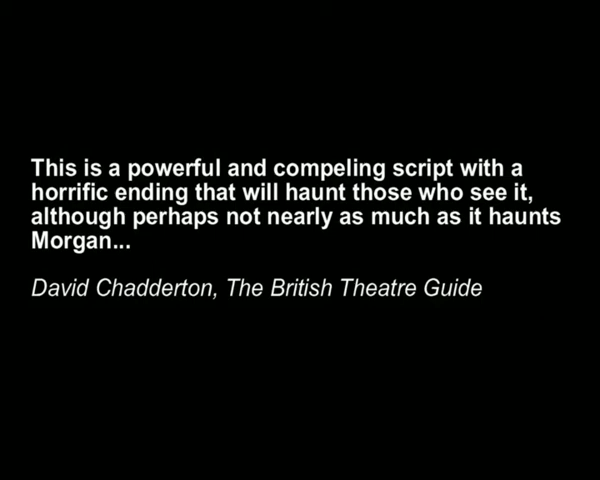 This is a powerful and compeling script with a
horrific ending that will haunt those who see it,
although perhaps not nearly as much as it haunts
Morgan...
David Chadderton, The British Theatre Guide